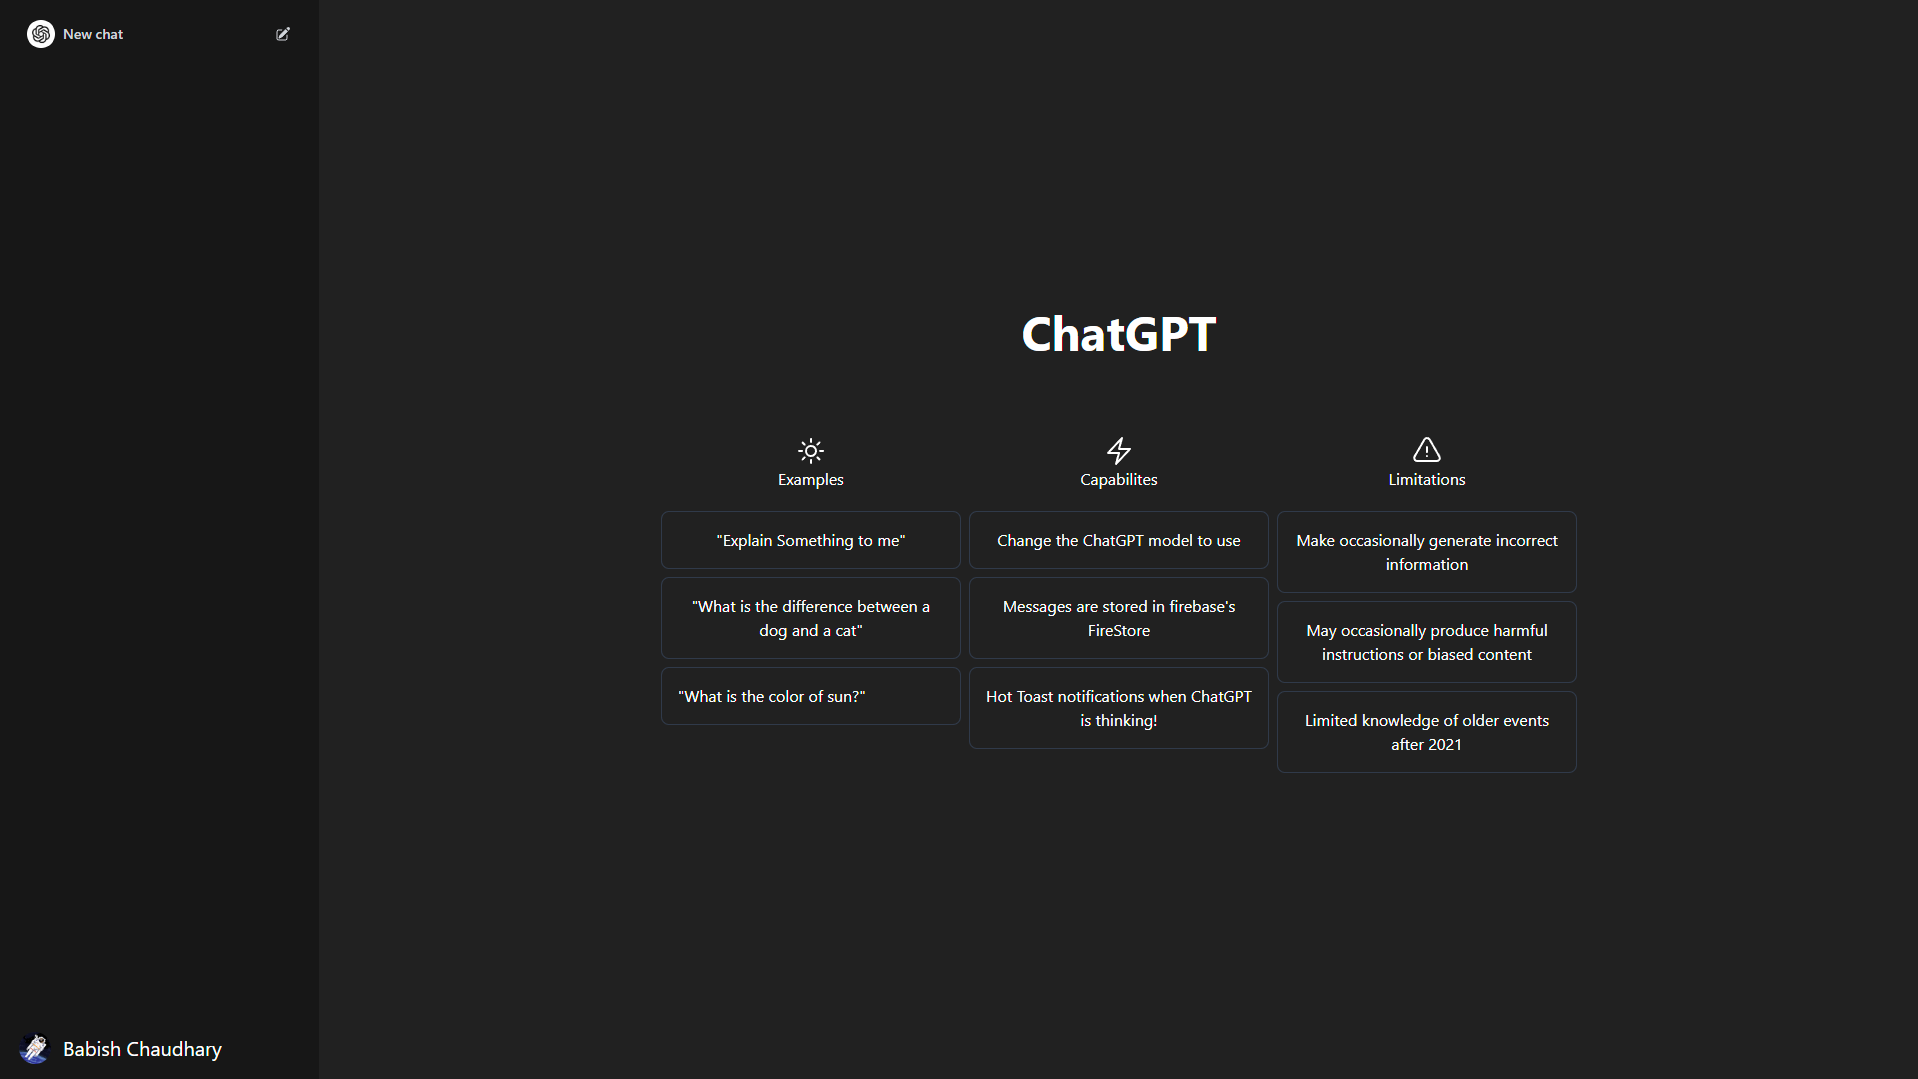 New chat
ChatGPT
Examples
"Explain Something to me"
"What is the difference between a
dog and a cat"
"What is the color of sun?"
Capabilites
Change the ChatGPT model to use
Messages are stored in firebase's
FireStore
Hot Toast notifications when ChatGPT
is thinking!
Limitations
Make occasionally generate incorrect
information
May occasionally produce harmful
instructions or biased content
Limited knowledge of older events
after 2021
Babish Chaudhary